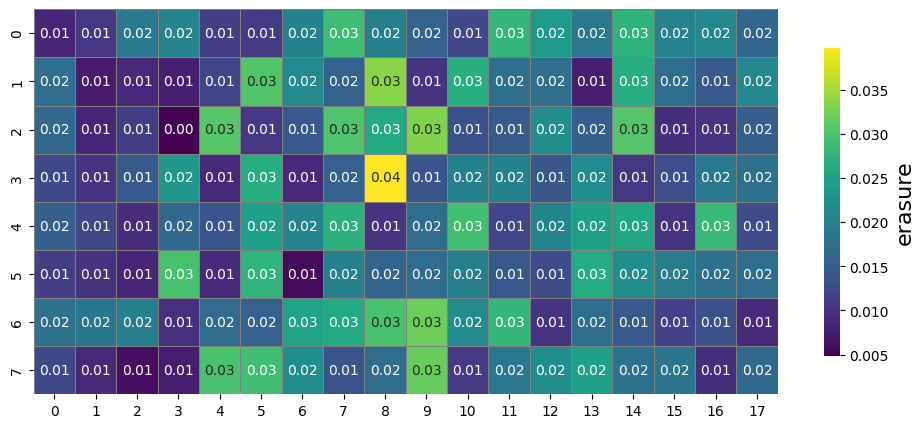 0 0.01 0.01 0.02 0.02 0.01 0.01 0.02 0.03 0.02 0.02 0.01 0.03 0.02 0.02 0.03 0.02 0.02 0.02
1 0.02 0.01 0.01 0.01 0.01 0.03 0.02 0.02 0.03 0.01 0.03 0.02 0.02 0.01 0.03 0.02 0.01 0.02
2 0.02 0.01 0.01 0.00 0.03 0.01 0.01 0.03 0.03 0.03 0.01 0.01 0.02 0.02 0.03 0.01 0.01 0.02
3 0.01 0.01 0.01 0.02 0.01 0.03 0.01 0.02 0.04 0.01 0.02 0.02 0.01 0.02 0.01 0.01 0.02 0.02
4 0.02 0.01 0.01 0.02 0.01 0.02 0.02 0.03 0.01 0.02 0.03 0.01 0.02 0.02 0.03 0.01 0.03 0.01
5 0.01 0.01 0.01 0.03 0.01 0.03 0.01 0.02 0.02 0.02 0.02 0.01 0.01 0.03 0.02 0.02 0.02 0.02
6 0.02 0.02 0.02 0.01 0.02 0.02 0.03 0.03 0.03 0.03 0.02 0.03 0.01 0.02 0.01 0.01 0.01 0.01
7 0.01 0.01 0.01 0.01 0.03 0.03 0.02 0.01 0.02 0.03 0.01 0.02 0.02 0.02 0.02 0.02 0.01 0.02
0 1 2 3 4 5 6 7 8 9 10 11 12 13 14 15 16 17
0.035
0.030
0.025
0.020
0.015
0.010
0.005
erasure